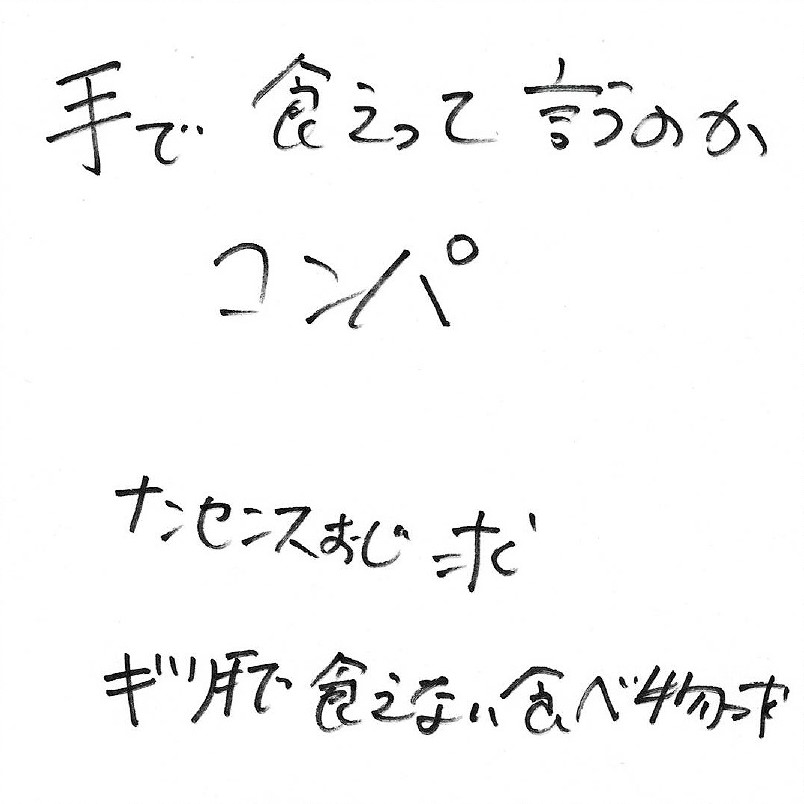 手で食えって言うのか
コンパ
ナンセンスおじ求
ギリ手で食えない食べ物求